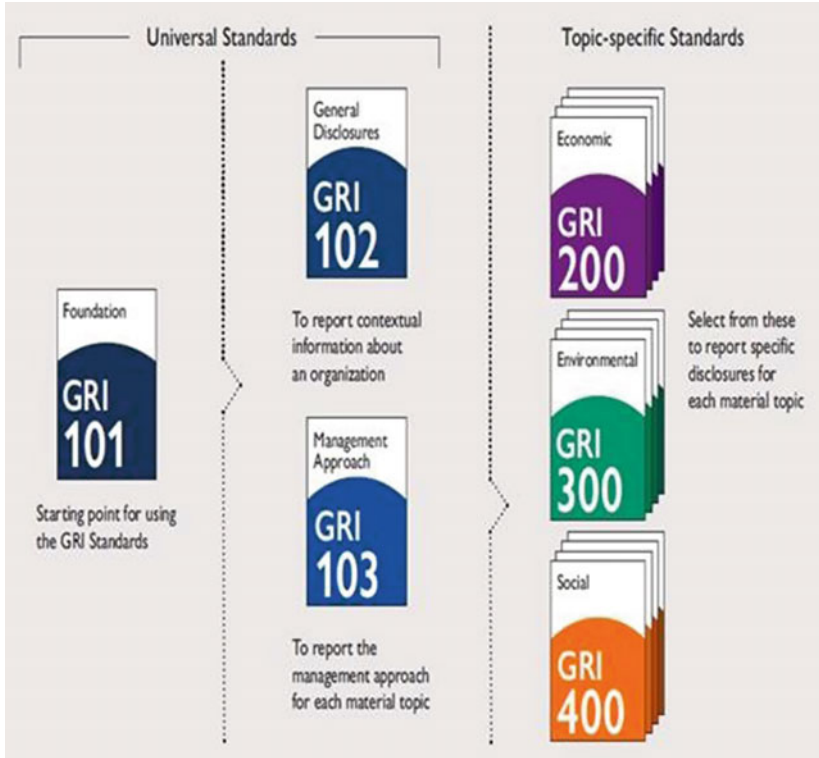 Universal Standards
Topic-specific Standards
Foundation
GRI
101
Starting point for using
the GRI Standards
General
Disclosures
GRI
102
To report contextual
information about
an organization
Management
Approach
GRI
103
To report the
management approach
for each material topic
Economic
GRI
200
Environmental
GRI
300
Social
GRI
400
Select from these
to report specific
disclosures for
each material topic